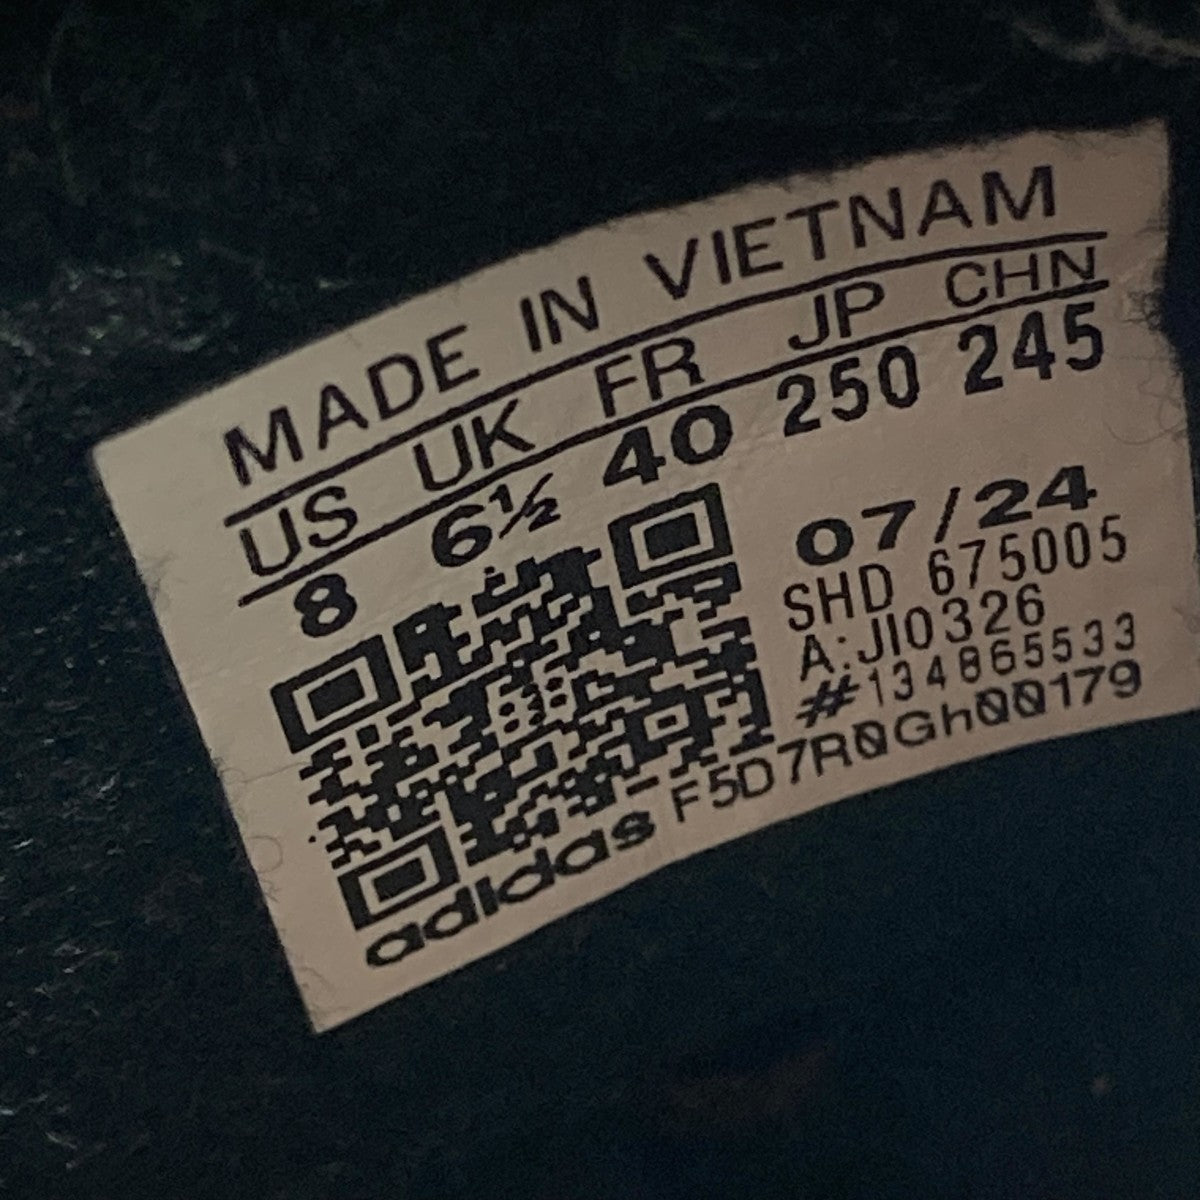 MADE IN VIETNAM
US UK FR JP CHN
8 6½ 40 250 245
07/24
SHD 675005
A:JI0326
#134865533
adidas F5D7R0Gh00179